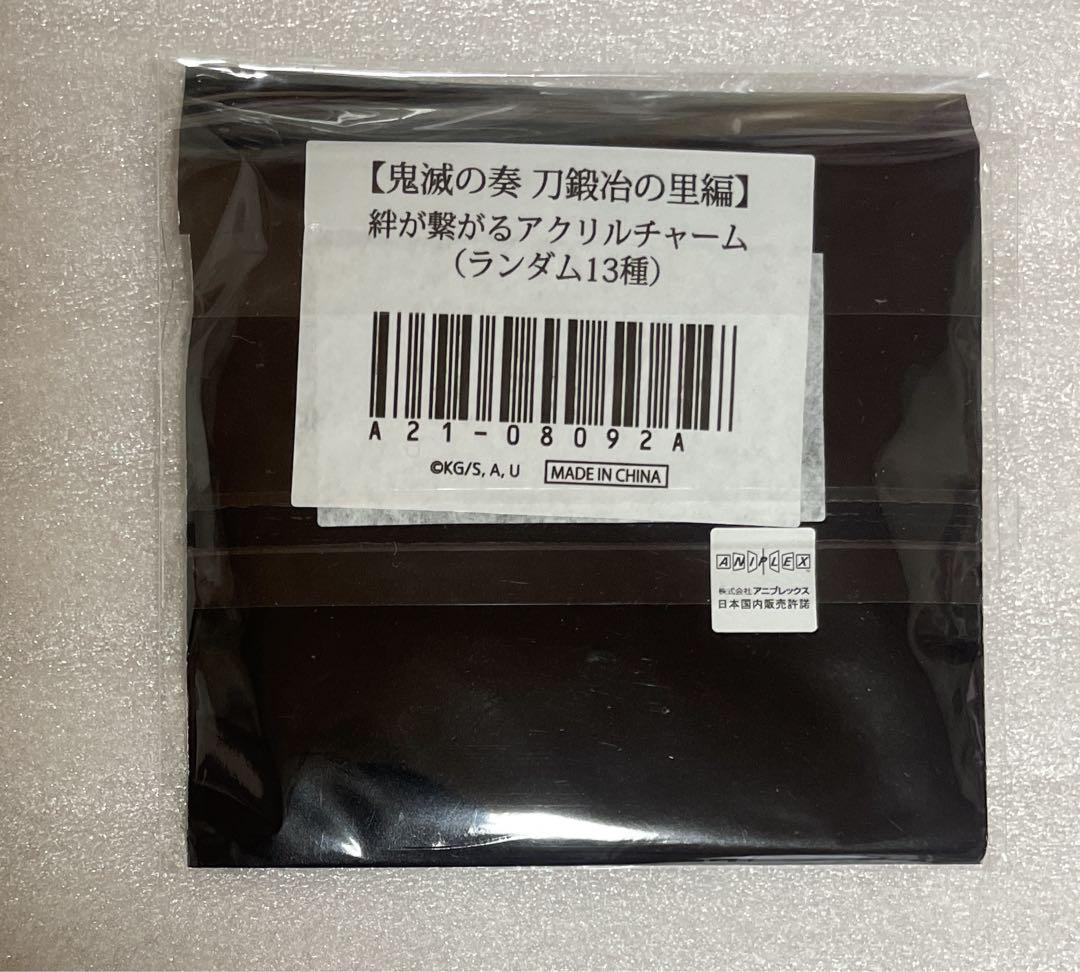 【鬼滅の奏 刀鍛冶の里編】
絆が繋がるアクリルチャーム
（ランダム13種）
A21-08092A
©KG/S, A, U MADE IN CHINA
ANIPLEX
株式会社 アニプレックス
日本国内販売許諾